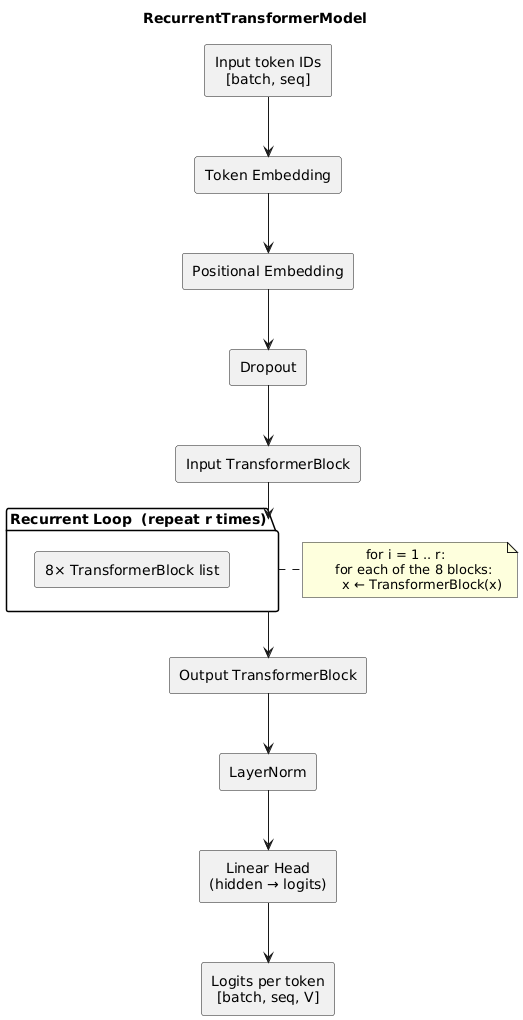 RecurrentTransformerModel
Input token IDs
[batch, seq]
Token Embedding
Positional Embedding
Dropout
Input TransformerBlock
Recurrent Loop  (repeat r times)
8× TransformerBlock list
for i = 1 .. r:
for each of the 8 blocks:
x ← TransformerBlock(x)
Output TransformerBlock
LayerNorm
Linear Head
(hidden → logits)
Logits per token
[batch, seq, V]